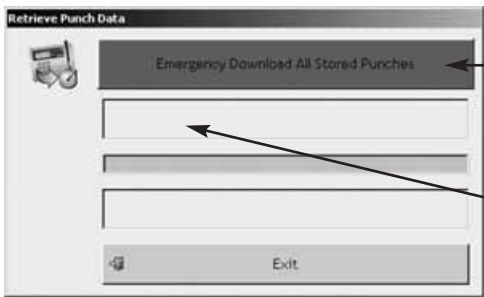 Retrieve Punch Data
Emergency Download All Stored Punches
Exit